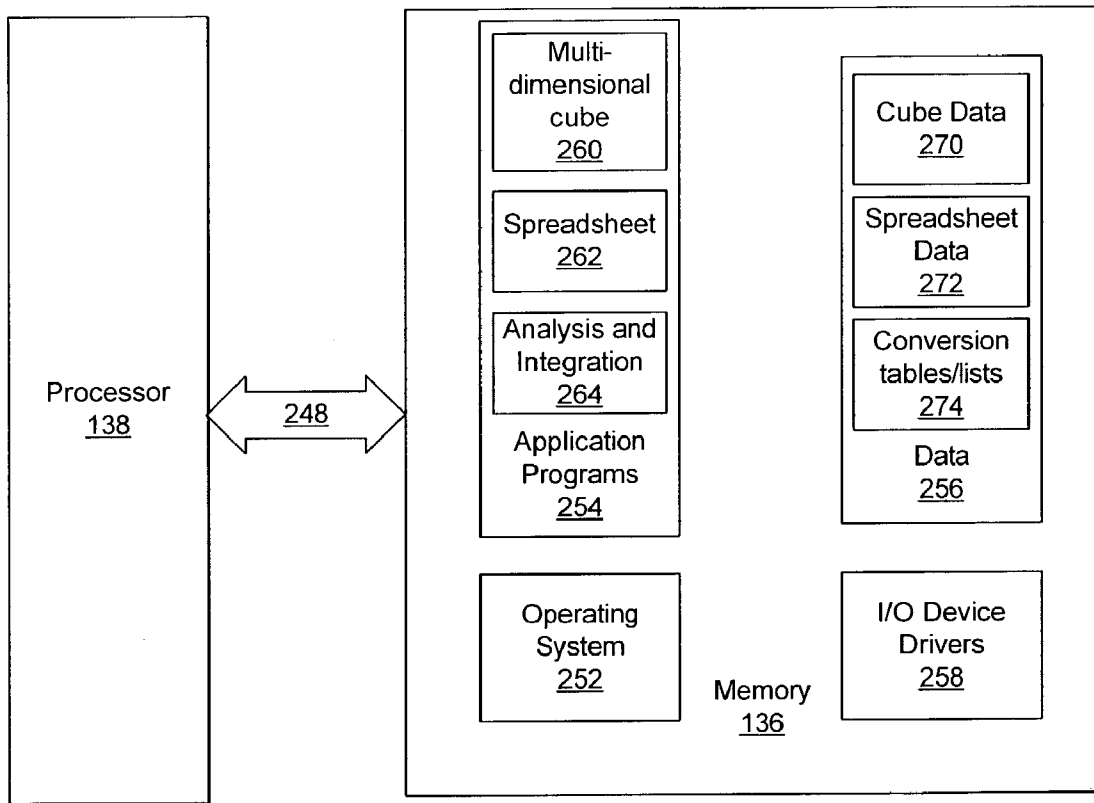 Processor
138
248
Multi-
dimensional
cube
260
Spreadsheet
262
Analysis and
Integration
264
Application
Programs
254
Cube Data
270
Spreadsheet
Data
272
Conversion
tables/lists
274
Data
256
Operating
System
252
I/O Device
Drivers
258
Memory
136